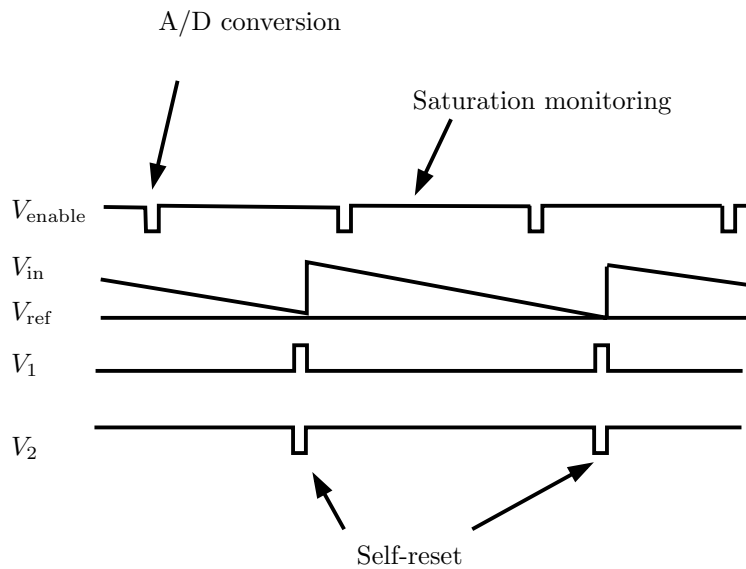 A/D conversion
Saturation monitoring
V_enable
V_in
V_ref
V_1
V_2
Self-reset